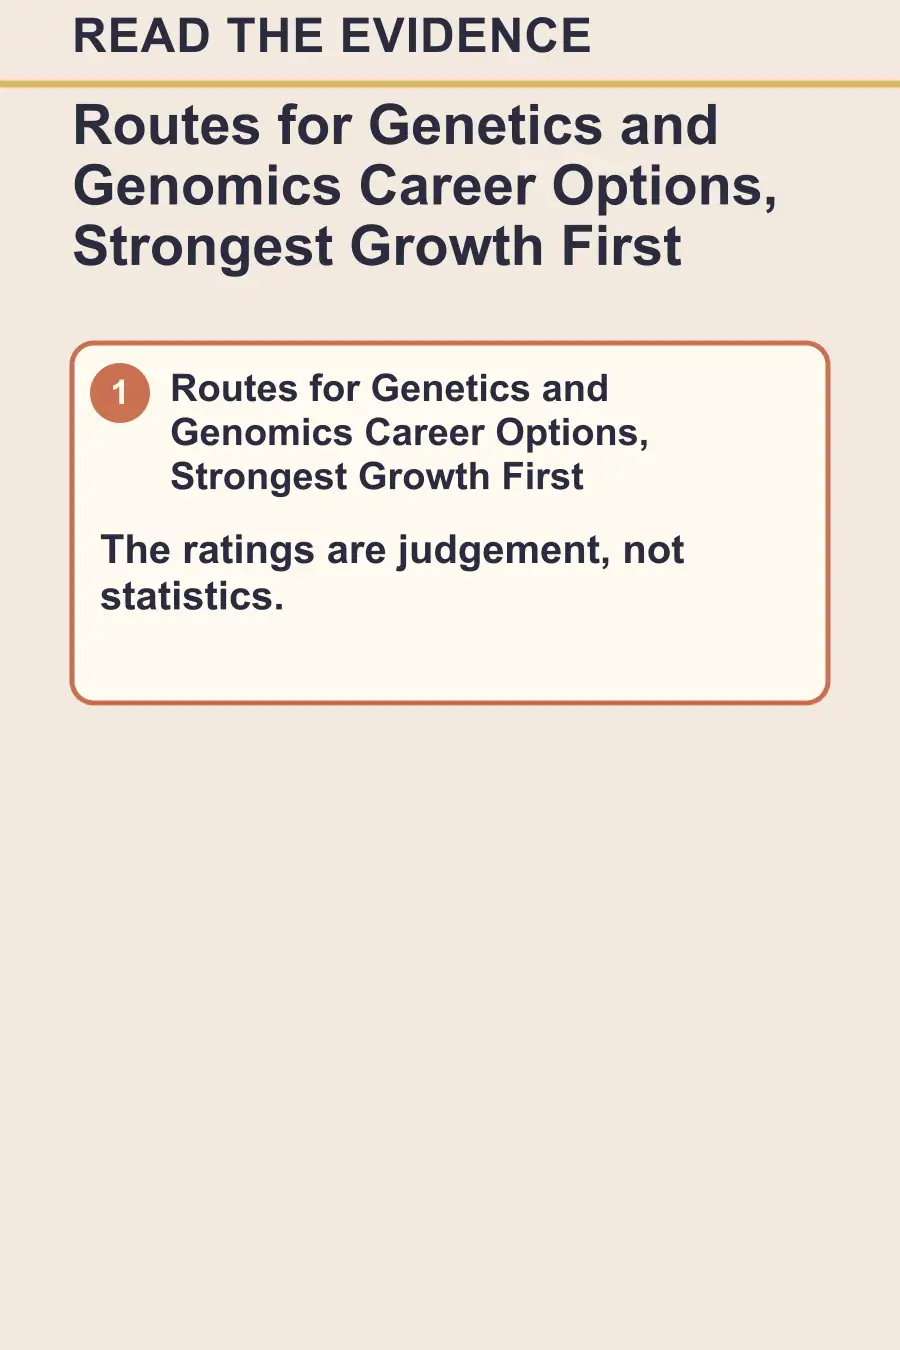 READ THE EVIDENCE
Routes for Genetics and
Genomics Career Options,
Strongest Growth First
1
Routes for Genetics and
Genomics Career Options,
Strongest Growth First
The ratings are judgement, not
statistics.